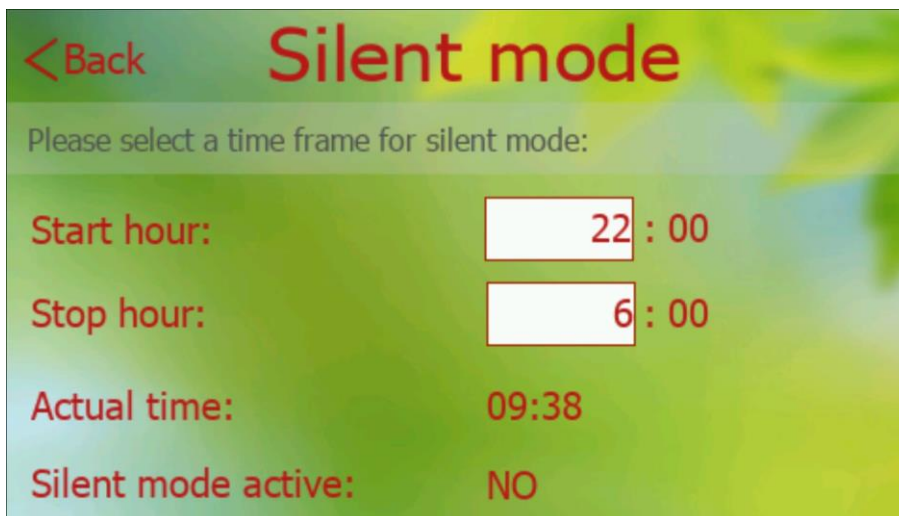 <Back
Silent mode
Please select a time frame for silent mode:
Start hour: 22 : 00
Stop hour: 6 : 00
Actual time: 09:38
Silent mode active: NO